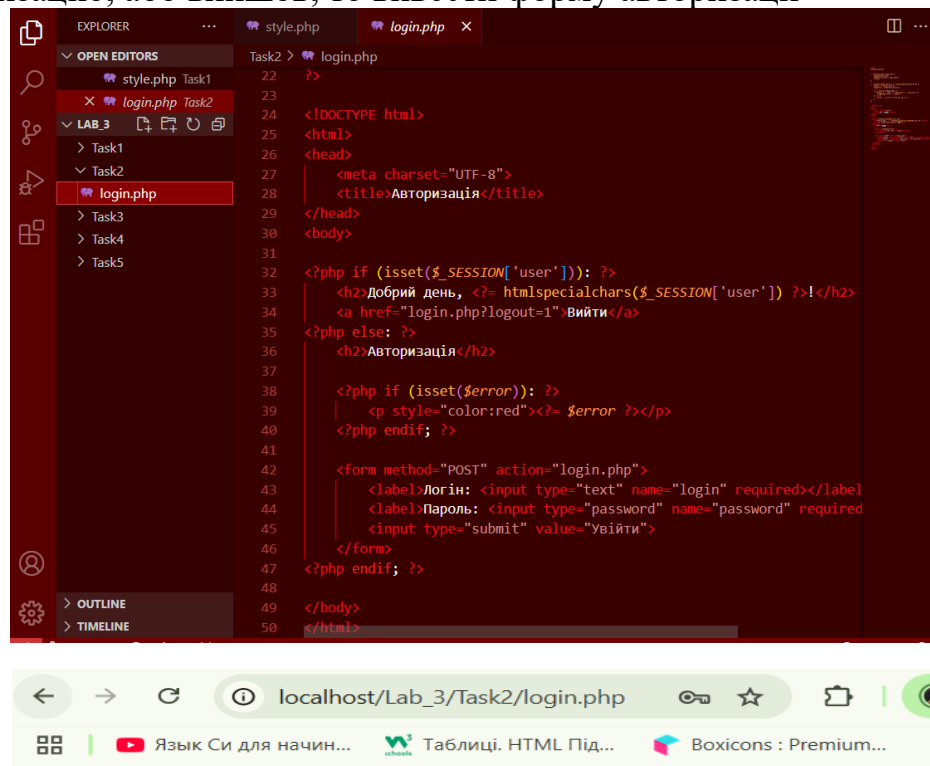 або вийшов, то вивести форму авторизації
EXPLORER ··· style.php login.php ×
OPEN EDITORS Task2 > login.php
style.php Task1
× login.php Task2
LAB_3
> Task1
Task2
login.php
> Task3
> Task4
> Task5
22 ?>
23
24 <!DOCTYPE html>
25 <html>
26 <head>
27 <meta charset="UTF-8">
28 <title>Авторизація</title>
29 </head>
30 <body>
31
32 <?php if (isset($_SESSION['user'])): ?>
33 <h2>Добрий день, <?= htmlspecialchars($_SESSION['user']) ?>!</h2>
34 <a href="login.php?logout=1">Вийти</a>
35 <?php else: ?>
36 <h2>Авторизація</h2>
37
38 <?php if (isset($error)): ?>
39 <p style="color:red"><?= $error ?></p>
40 <?php endif; ?>
41
42 <form method="POST" action="login.php">
43 <label>Логін: <input type="text" name="login" required></label
44 <label>Пароль: <input type="password" name="password" required
45 <input type="submit" value="Увійти">
46 </form>
47 <?php endif; ?>
48
49 </body>
50 </html>
> OUTLINE
> TIMELINE
localhost/Lab_3/Task2/login.php
Язык Си для начин... Таблиці. HTML Під... Boxicons : Premium...